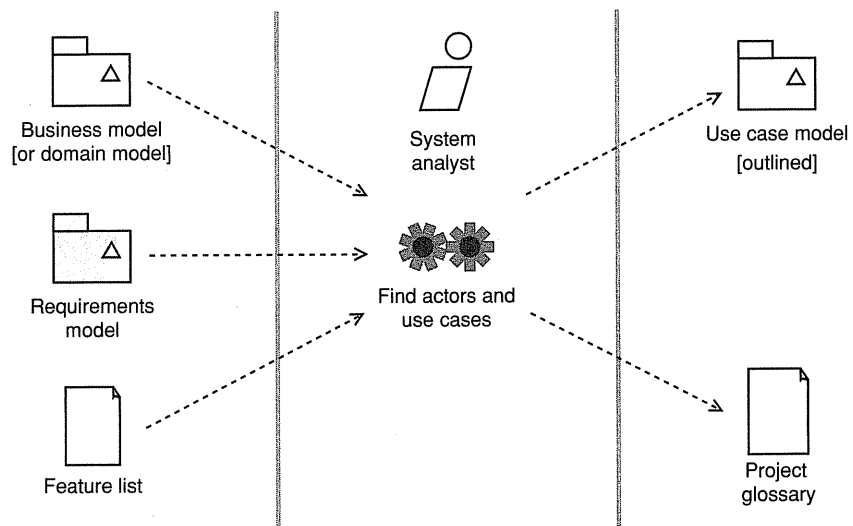 Business model
[or domain model]
System
analyst
Use case model
[outlined]
Requirements
model
Find actors and
use cases
Feature list
Project
glossary